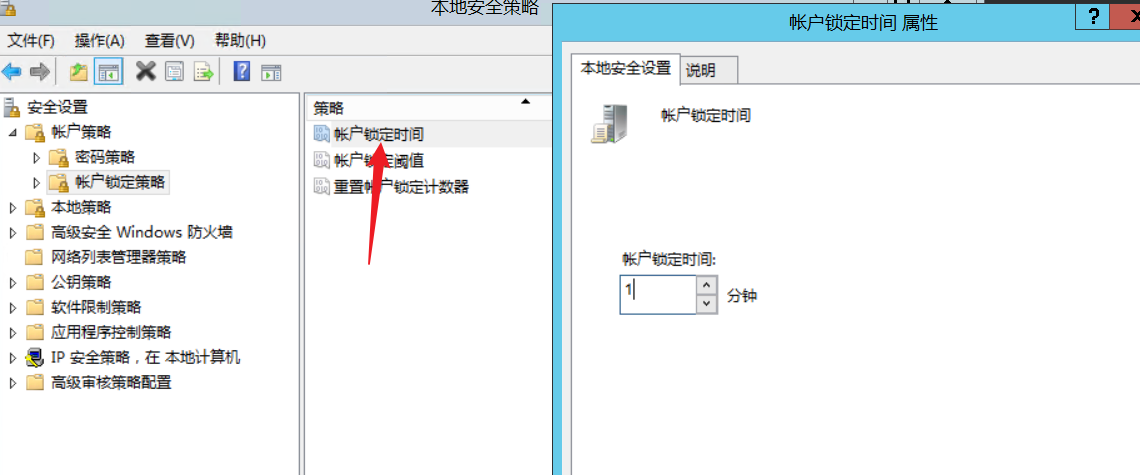 本地安全策略
文件(F) 操作(A) 查看(V) 帮助(H)
安全设置
帐户策略
密码策略
帐户锁定策略
本地策略
高级安全 Windows 防火墙
网络列表管理器策略
公钥策略
软件限制策略
应用程序控制策略
IP 安全策略，在 本地计算机
高级审核策略配置
策略
帐户锁定时间
帐户锁定阈值
重置帐户锁定计数器
帐户锁定时间 属性
? X
本地安全设置 说明
帐户锁定时间
帐户锁定时间:
1 分钟